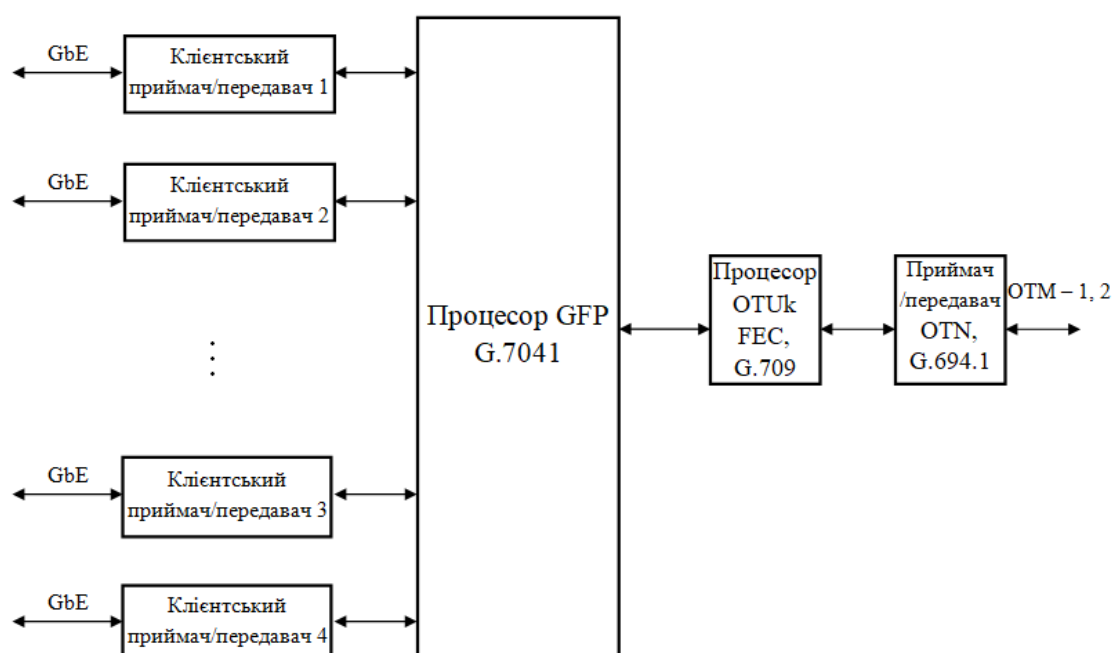 GbE
Клієнтський
приймач/передавач 1
GbE
Клієнтський
приймач/передавач 2
GbE
Клієнтський
приймач/передавач 3
GbE
Клієнтський
приймач/передавач 4
Процесор GFP
G.7041
Процесор
OTUk
FEC,
G.709
Приймач
/передавач
OTN,
G.694.1
OTM – 1, 2